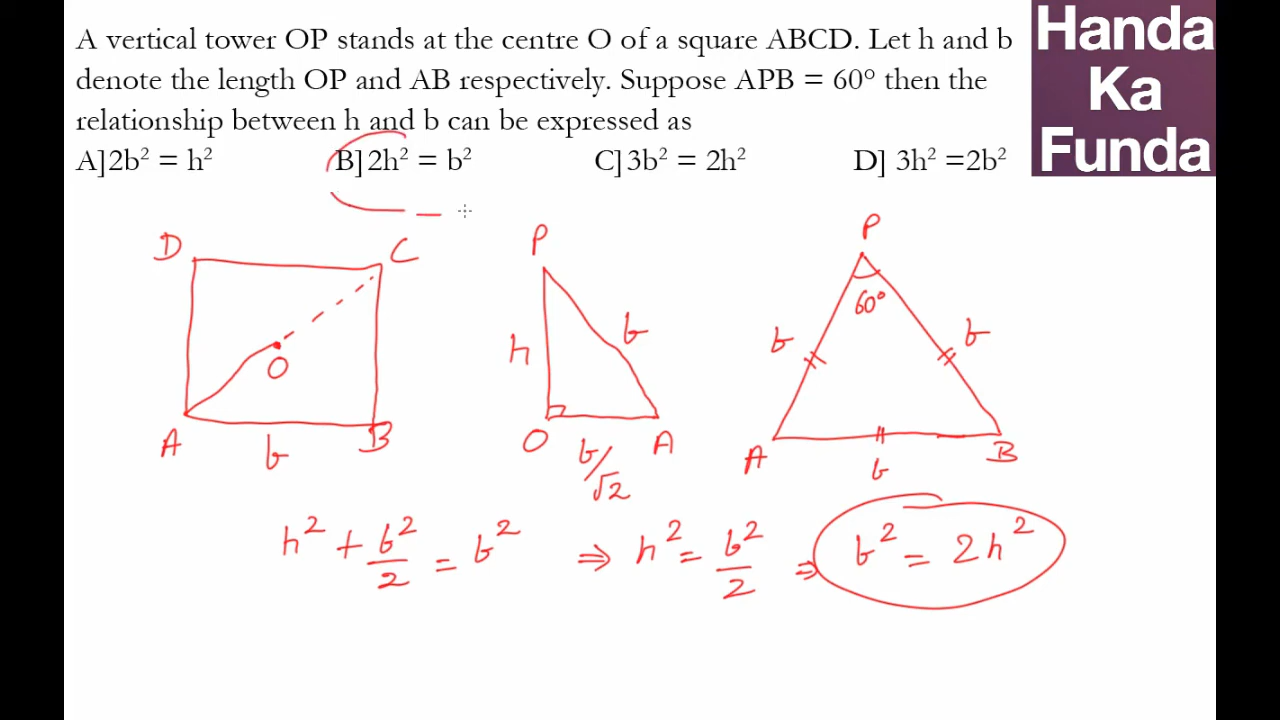 A vertical tower OP stands at the centre O of a square ABCD. Let h and b
denote the length OP and AB respectively. Suppose APB = 60° then the
relationship between h and b can be expressed as
A]2b² = h² B]2h² = b² C]3b² = 2h² D] 3h² =2b²
Handa
Ka
Funda
D C
O
A B
b
P
h b
O A
b/√2
P
60°
b b
A B
b
h² + b²/2 = b² ⇒ h² = b²/2 ⇒ b² = 2h²